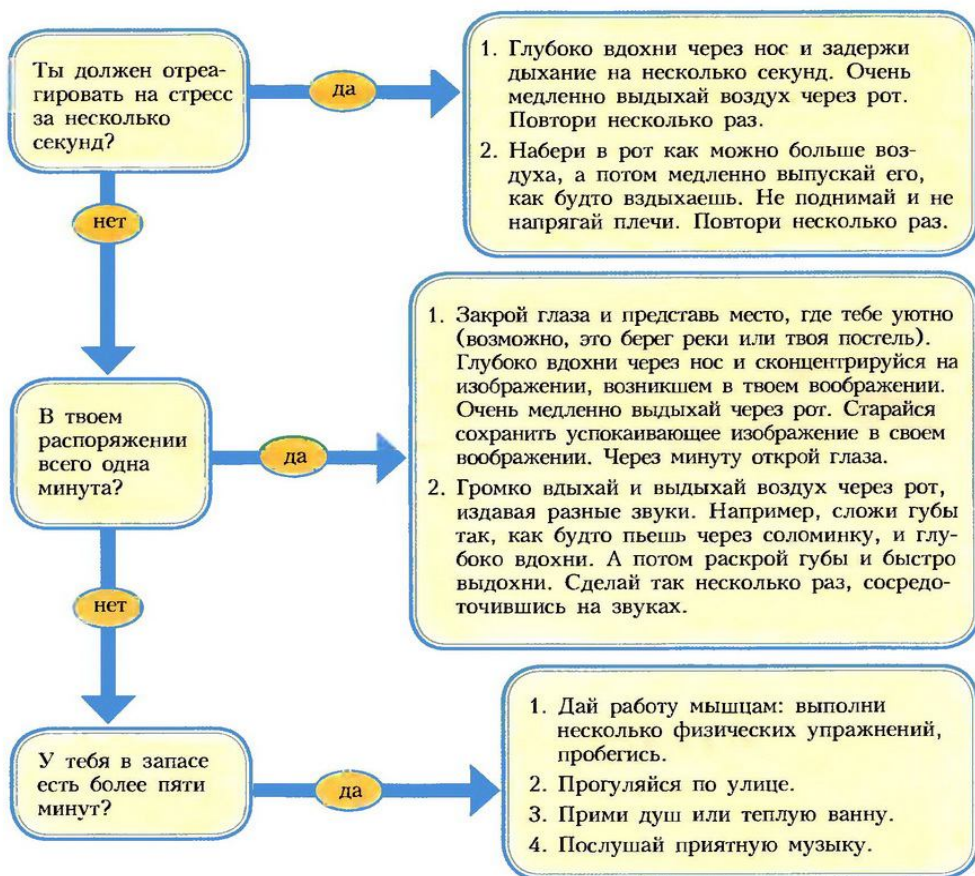 Ты должен отреа-
гировать на стресс
за несколько
секунд?
да
1. Глубоко вдохни через нос и задержи
дыхание на несколько секунд. Очень
медленно выдыхай воздух через рот.
Повтори несколько раз.
2. Набери в рот как можно больше воз-
духа, а потом медленно выпускай его,
как будто вздыхаешь. Не поднимай и не
напрягай плечи. Повтори несколько раз.
нет
В твоем
распоряжении
всего одна
минута?
да
1. Закрой глаза и представь место, где тебе уютно
(возможно, это берег реки или твоя постель).
Глубоко вдохни через нос и сконцентрируйся на
изображении, возникшем в твоем воображении.
Очень медленно выдыхай через рот. Старайся
сохранить успокаивающее изображение в своем
воображении. Через минуту открой глаза.
2. Громко вдыхай и выдыхай воздух через рот,
издавая разные звуки. Например, сложи губы
так, как будто пьешь через соломинку, и глу-
боко вдохни. А потом раскрой губы и быстро
выдохни. Сделай так несколько раз, сосредо-
точившись на звуках.
нет
У тебя в запасе
есть более пяти
минут?
да
1. Дай работу мышцам: выполни
несколько физических упражнений,
пробегись.
2. Прогуляйся по улице.
3. Прими душ или теплую ванну.
4. Послушай приятную музыку.